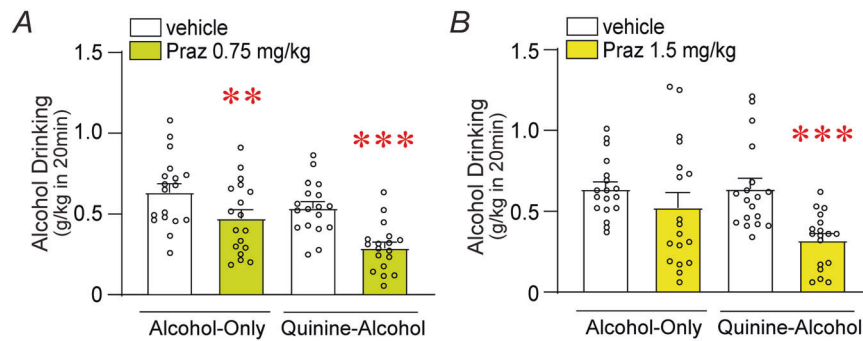 A
vehicle
Praz 0.75 mg/kg
Alcohol Drinking
(g/kg in 20min)
1.5
1.0
0.5
0
**
***
Alcohol-Only
Quinine-Alcohol
B
vehicle
Praz 1.5 mg/kg
Alcohol Drinking
(g/kg in 20min)
1.5
1.0
0.5
0
***
Alcohol-Only
Quinine-Alcohol